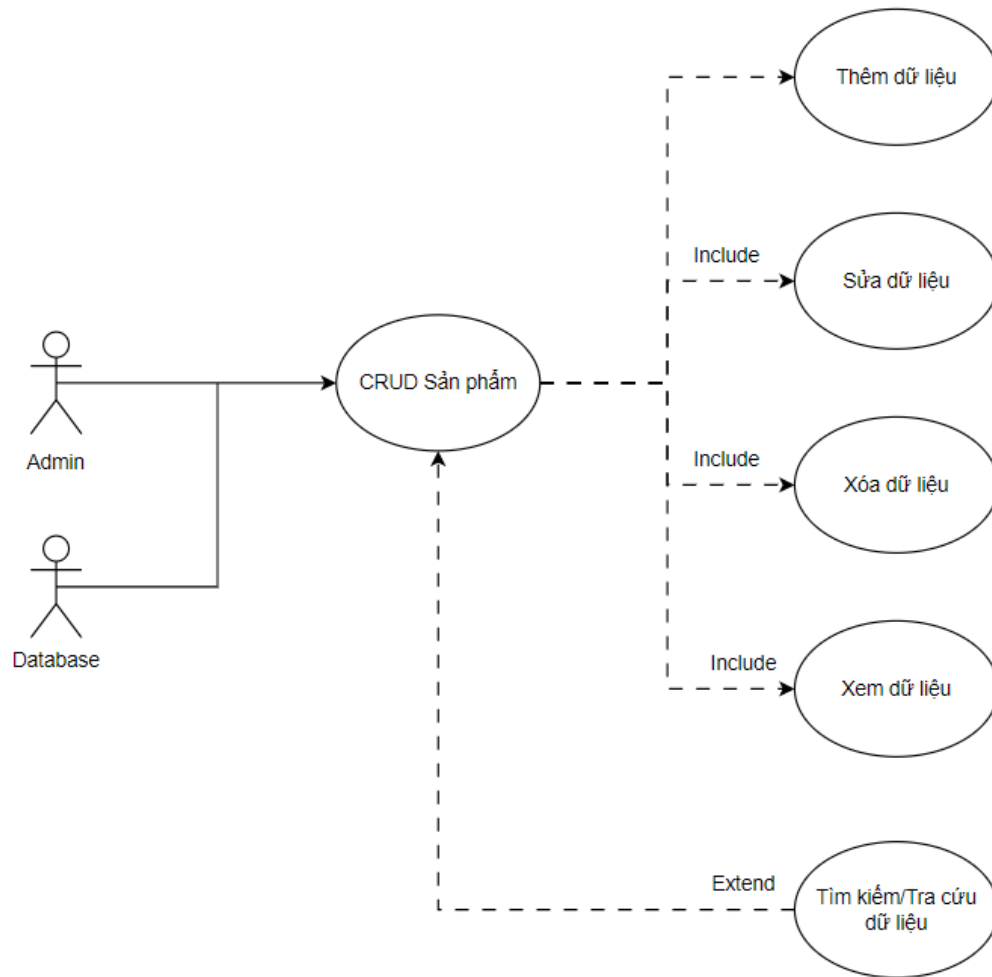 Thêm dữ liệu
Include
Sửa dữ liệu
CRUD Sản phẩm
Admin
Include
Xóa dữ liệu
Database
Include
Xem dữ liệu
Extend
Tìm kiếm/Tra cứu
dữ liệu